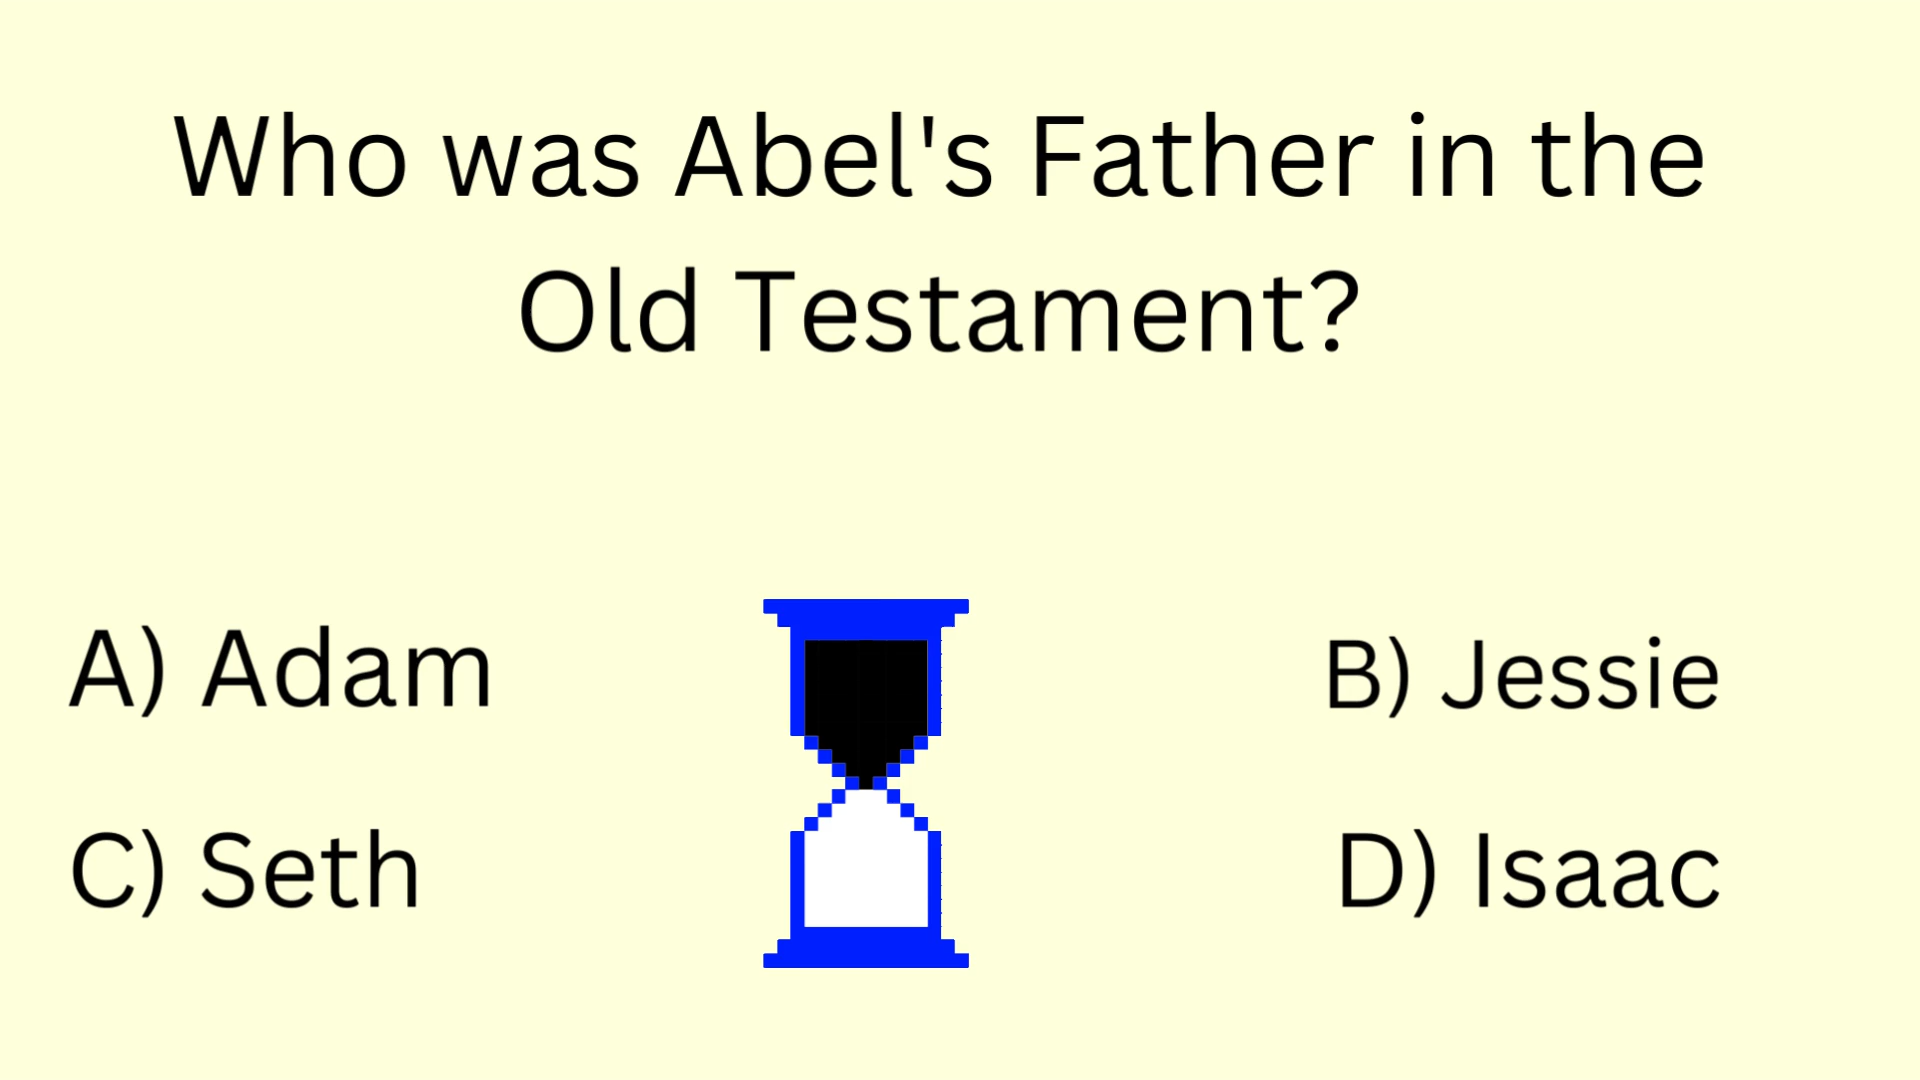 Who was Abel's Father in the
Old Testament?
A) Adam
B) Jessie
C) Seth
D) Isaac